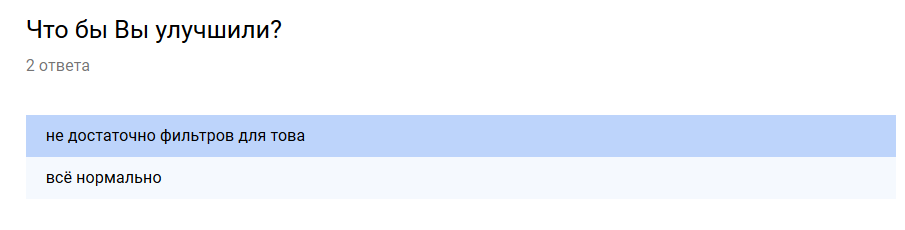 Что бы Вы улучшили?
2 ответа
не достаточно фильтров для това
всё нормально